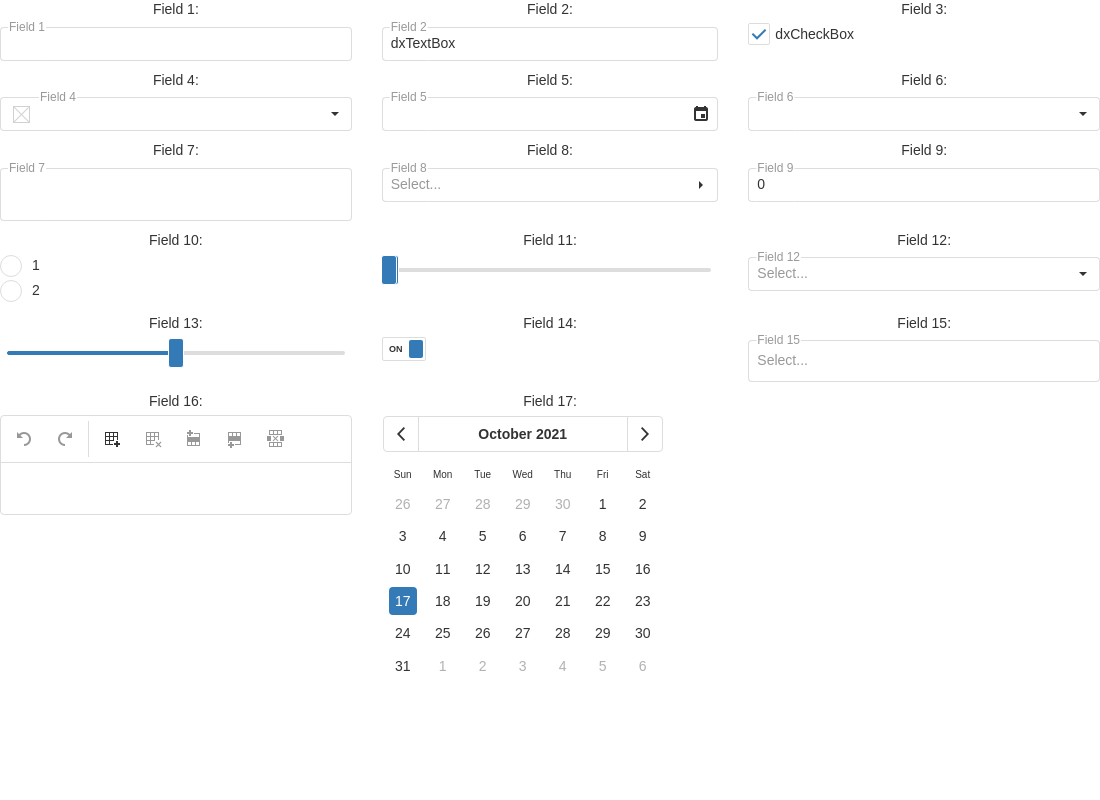 Field 1:
Field 1
Field 2:
Field 2
dxTextBox
Field 3:
dxCheckBox
Field 4:
Field 4
Field 5:
Field 5
Field 6:
Field 6
Field 7:
Field 7
Field 8:
Field 8
Select...
Field 9:
Field 9
0
Field 10:
1
2
Field 11:
Field 12:
Field 12
Select...
Field 13:
Field 14:
ON
Field 15:
Field 15
Select...
Field 16:
Field 17:
October 2021
Sun Mon Tue Wed Thu Fri Sat
26 27 28 29 30 1 2
3 4 5 6 7 8 9
10 11 12 13 14 15 16
17 18 19 20 21 22 23
24 25 26 27 28 29 30
31 1 2 3 4 5 6